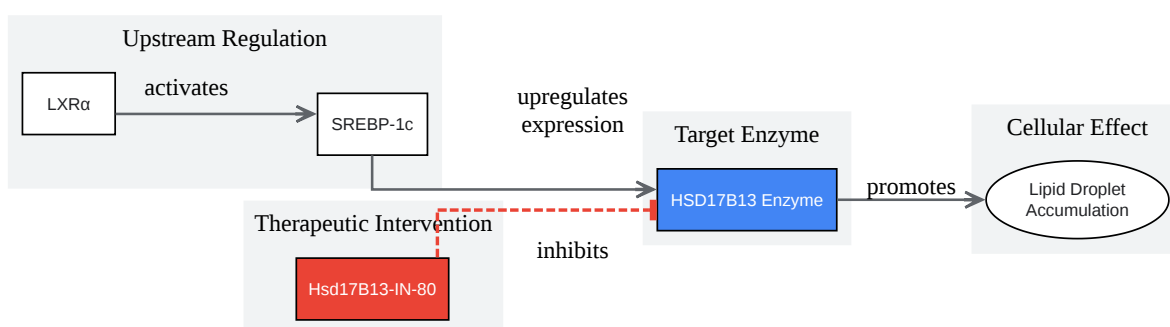 Upstream Regulation
LXRα
activates
SREBP-1c
upregulates
expression
Target Enzyme
HSD17B13 Enzyme
promotes
Cellular Effect
Lipid Droplet
Accumulation
Therapeutic Intervention
inhibits
Hsd17B13-IN-80